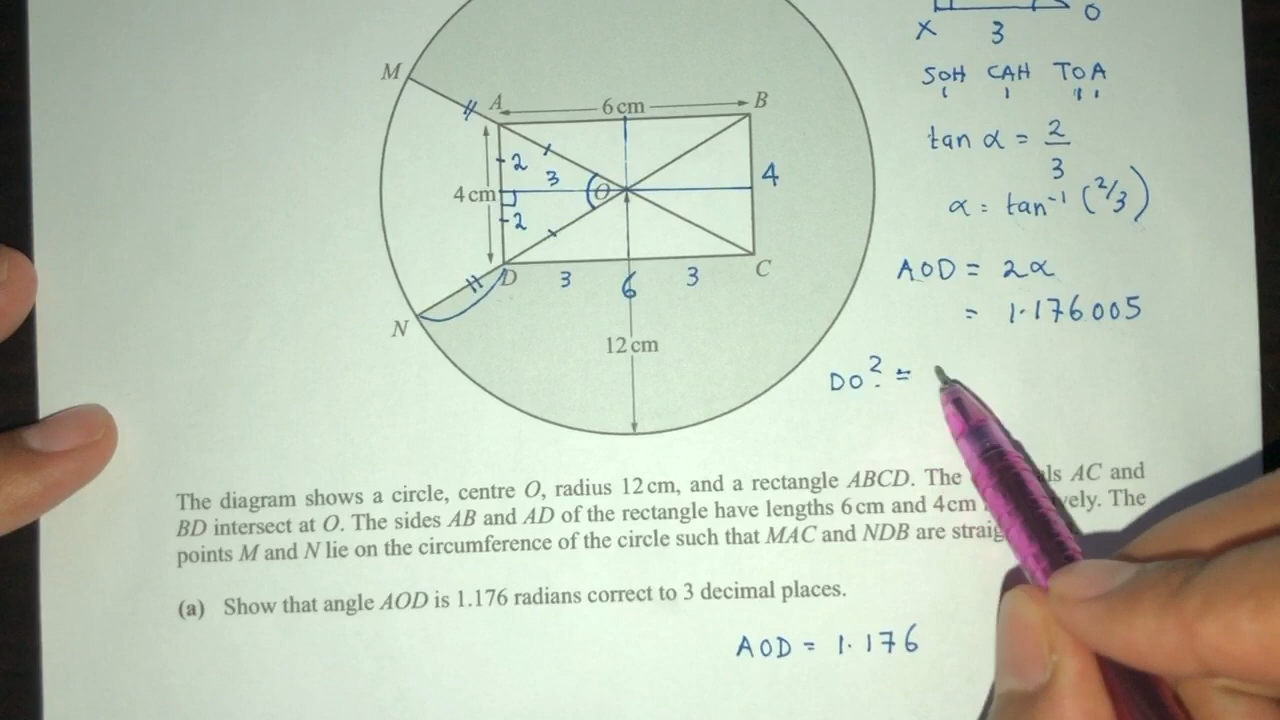 O
X 3
SOH CAH TOA
M
A 6 cm B
tan α = 2/3
2
3
O
4
4 cm
α = tan⁻¹ (2/3)
2
AOD = 2α
D 3 6 3 C
= 1.176005
N
12 cm
DO² =
The diagram shows a circle, centre O, radius 12 cm, and a rectangle ABCD. The AC and
BD intersect at O. The sides AB and AD of the rectangle have lengths 6 cm and 4 cm The
points M and N lie on the circumference of the circle such that MAC and NDB are
(a) Show that angle AOD is 1.176 radians correct to 3 decimal places.
AOD = 1.176